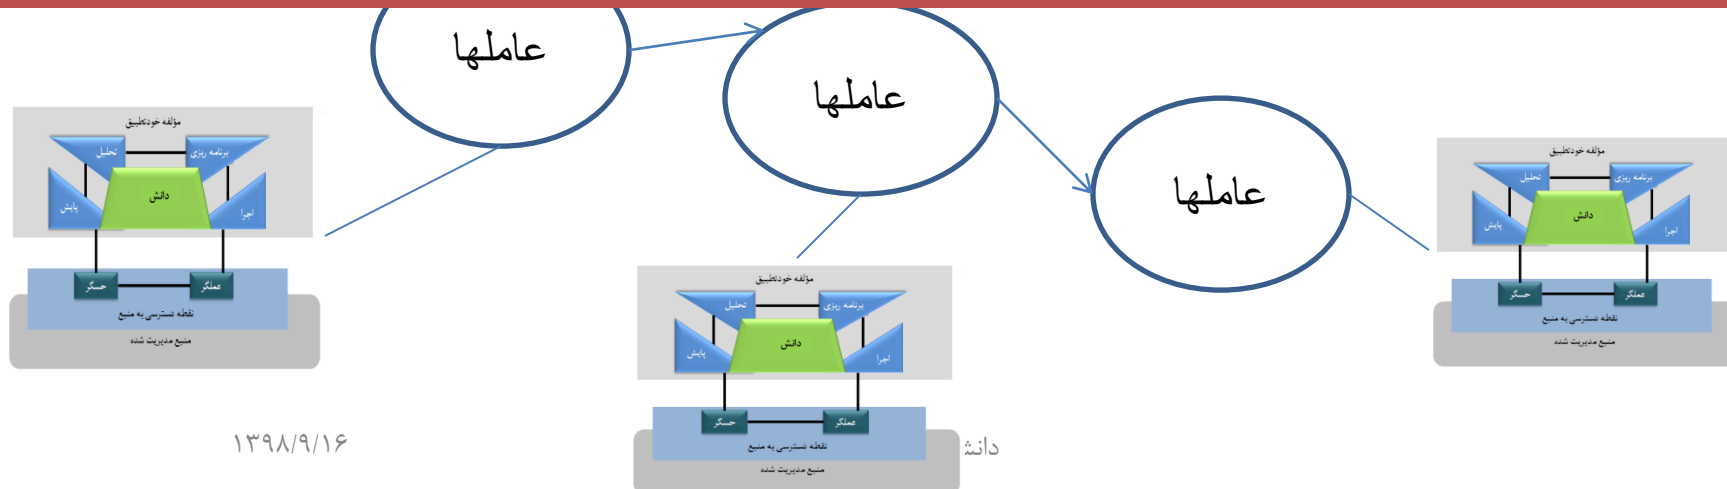 عاملها
عاملها
عاملها
مؤلفه خودتطبیق
تحلیل
برنامه ریزی
پایش
دانش
اجرا
حسگر
عملگر
نقطه دسترسی به منبع
منبع مدیریت شده
مؤلفه خودتطبیق
تحلیل
برنامه ریزی
پایش
دانش
اجرا
حسگر
عملگر
نقطه دسترسی به منبع
منبع مدیریت شده
مؤلفه خودتطبیق
تحلیل
برنامه ریزی
پایش
دانش
اجرا
حسگر
عملگر
نقطه دسترسی به منبع
منبع مدیریت شده
۱۳۹۸/۹/۱۶